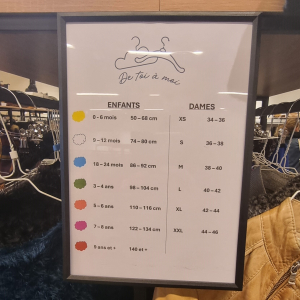 De toi à moi
ENFANTS DAMES
0 - 6 mois 50 – 68 cm XS 34 – 36
0 – 12 mois 74 – 80 cm S 36 – 38
18 – 24 mois 86 – 92 cm M 38 – 40
3 – 4 ans 98 – 104 cm L 40 – 42
5 – 6 ans 110 – 116 cm XL 42 – 44
7 – 8 ans 122 – 134 cm XXL 44 – 46
9 ans et + 140 et +